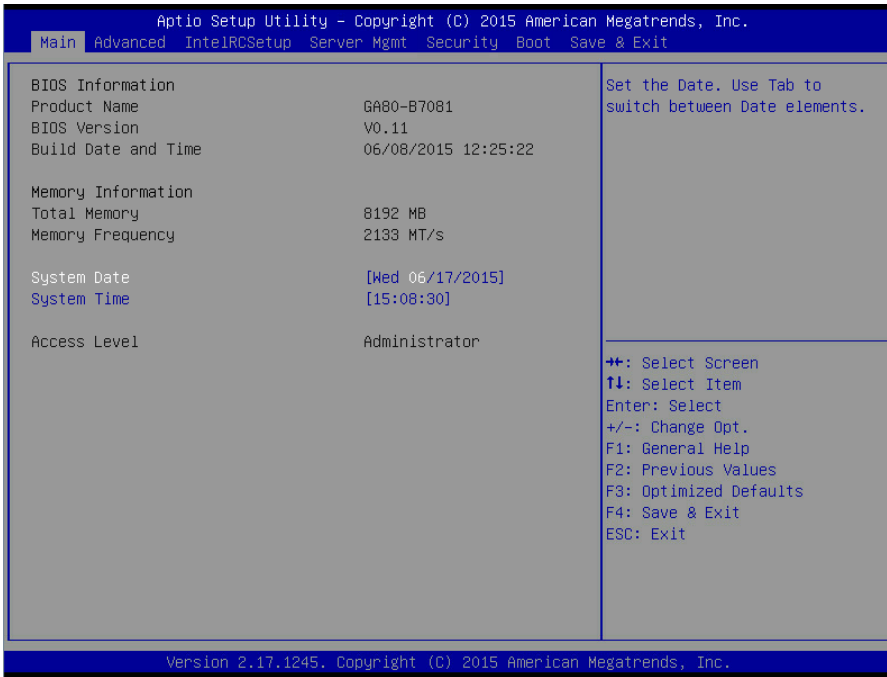 Aptio Setup Utility – Copyright (C) 2015 American Megatrends, Inc.
Main Advanced IntelRCSetup Server Mgmt Security Boot Save & Exit
BIOS Information
Product Name GA80-B7081
BIOS Version V0.11
Build Date and Time 06/08/2015 12:25:22
Memory Information
Total Memory 8192 MB
Memory Frequency 2133 MT/s
System Date [Wed 06/17/2015]
System Time [15:08:30]
Access Level Administrator
Set the Date. Use Tab to
switch between Date elements.
→←: Select Screen
↑↓: Select Item
Enter: Select
+/-: Change Opt.
F1: General Help
F2: Previous Values
F3: Optimized Defaults
F4: Save & Exit
ESC: Exit
Version 2.17.1245. Copyright (C) 2015 American Megatrends, Inc.